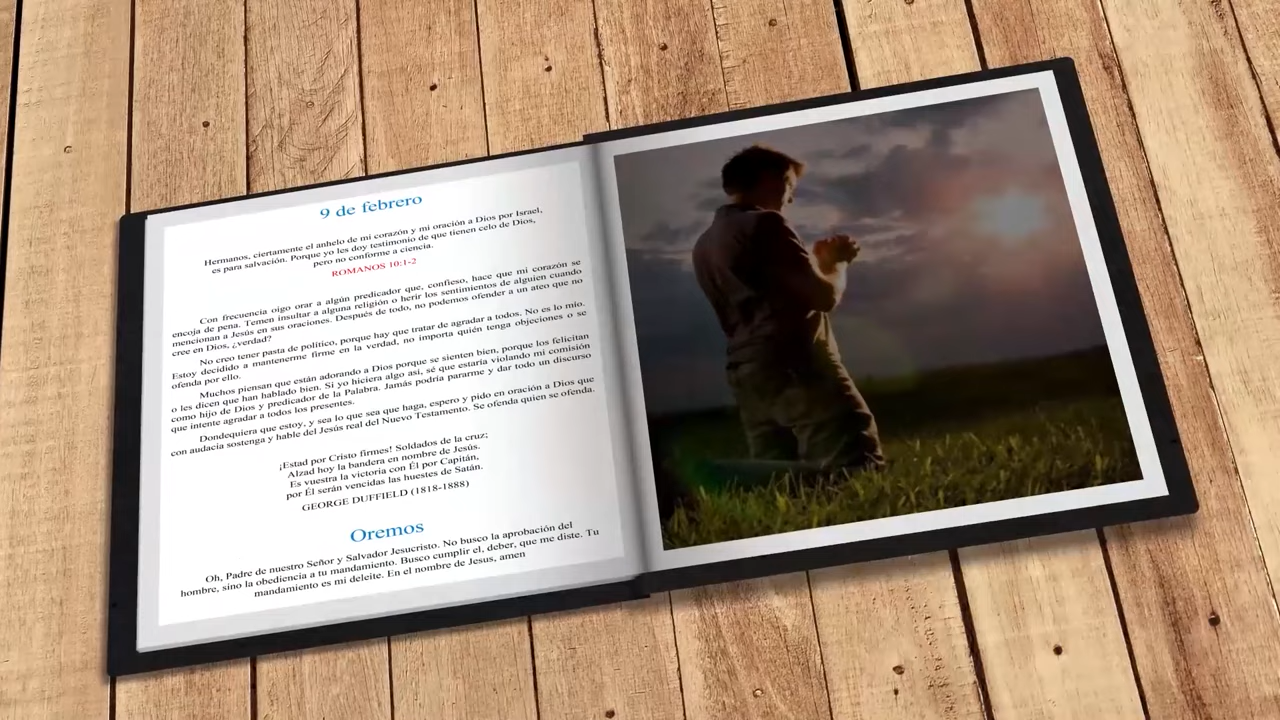 9 de febrero
Hermanos, ciertamente el anhelo de mi corazón y mi oración a Dios por Israel,
es para salvación. Porque yo les doy testimonio de que tienen celo de Dios,
pero no conforme a ciencia.
ROMANOS 10:1-2
Con frecuencia oigo orar a algún predicador que, confieso, hace que mi corazón se
encoja de pena. Temen insultar a alguna religión o herir los sentimientos de alguien cuando
mencionan a Jesús en sus oraciones. Después de todo, no podemos ofender a un ateo que no
cree en Dios, ¿verdad?
No creo tener pasta de político, porque hay que tratar de agradar a todos. No es lo mío.
Estoy decidido a mantenerme firme en la verdad, no importa quién tenga objeciones o se
ofenda por ello.
Muchos piensan que están adorando a Dios porque se sienten bien, porque los felicitan
o les dicen que han hablado bien. Si yo hiciera algo así, sé que estaría violando mi comisión
como hijo de Dios y predicador de la Palabra. Jamás podría pararme y dar todo un discurso
que intente agradar a todos los presentes.
Dondequiera que estoy, y sea lo que sea que haga, espero y pido en oración a Dios que
con audacia sostenga y hable del Jesús real del Nuevo Testamento. Se ofenda quien se ofenda.
¡Estad por Cristo firmes! Soldados de la cruz;
Alzad hoy la bandera en nombre de Jesús.
Es vuestra la victoria con Él por Capitán,
por Él serán vencidas las huestes de Satán.
GEORGE DUFFIELD (1818-1888)
Oremos
Oh, Padre de nuestro Señor y Salvador Jesucristo. No busco la aprobación del
hombre, sino la obediencia a tu mandamiento. Busco cumplir el, deber, que me diste. Tu
mandamiento es mi deleite. En el nombre de Jesus, amen